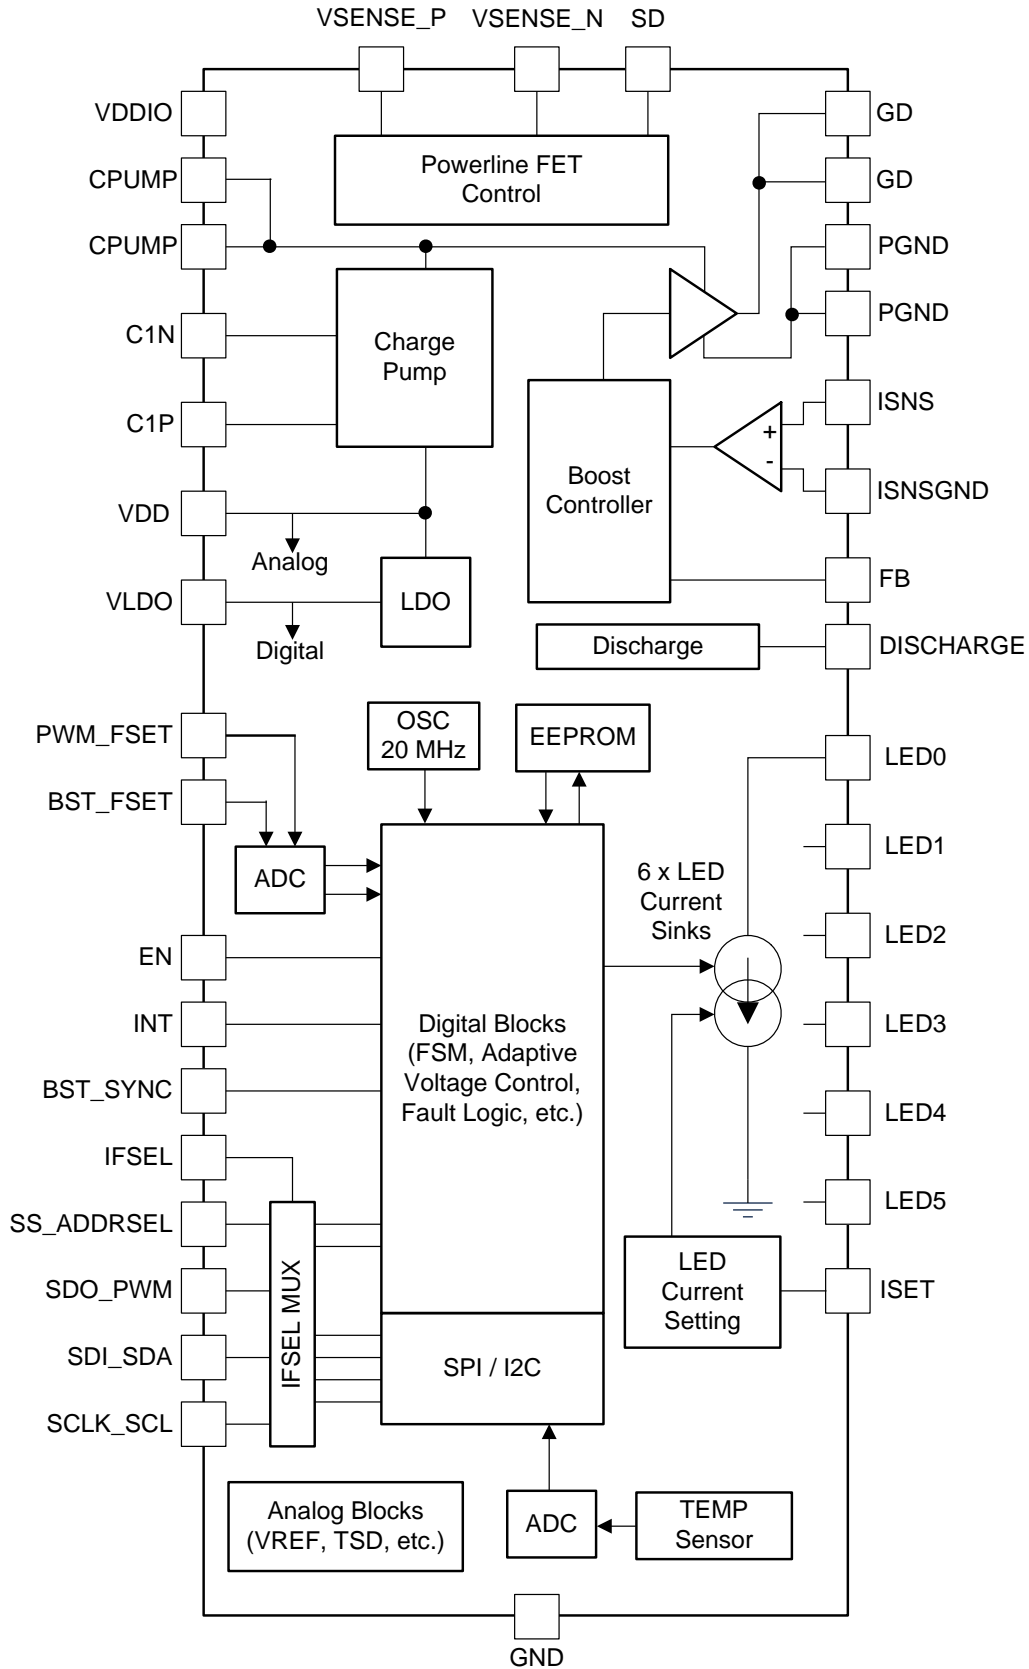 VSENSE_P
VSENSE_N
SD
VDDIO
GD
Powerline FET
Control
CPUMP
GD
CPUMP
PGND
C1N
Charge
Pump
PGND
C1P
ISNS
+
-
Boost
Controller
ISNSGND
VDD
Analog
FB
VLDO
LDO
Digital
Discharge
DISCHARGE
PWM_FSET
OSC
20 MHz
EEPROM
LED0
BST_FSET
ADC
LED1
6 x LED
Current
Sinks
LED2
EN
INT
Digital Blocks
(FSM, Adaptive
Voltage Control,
Fault Logic, etc.)
LED3
BST_SYNC
LED4
IFSEL
LED5
SS_ADDRSEL
IFSEL MUX
LED
Current
Setting
ISET
SDO_PWM
SDI_SDA
SPI / I2C
SCLK_SCL
Analog Blocks
(VREF, TSD, etc.)
ADC
TEMP
Sensor
GND